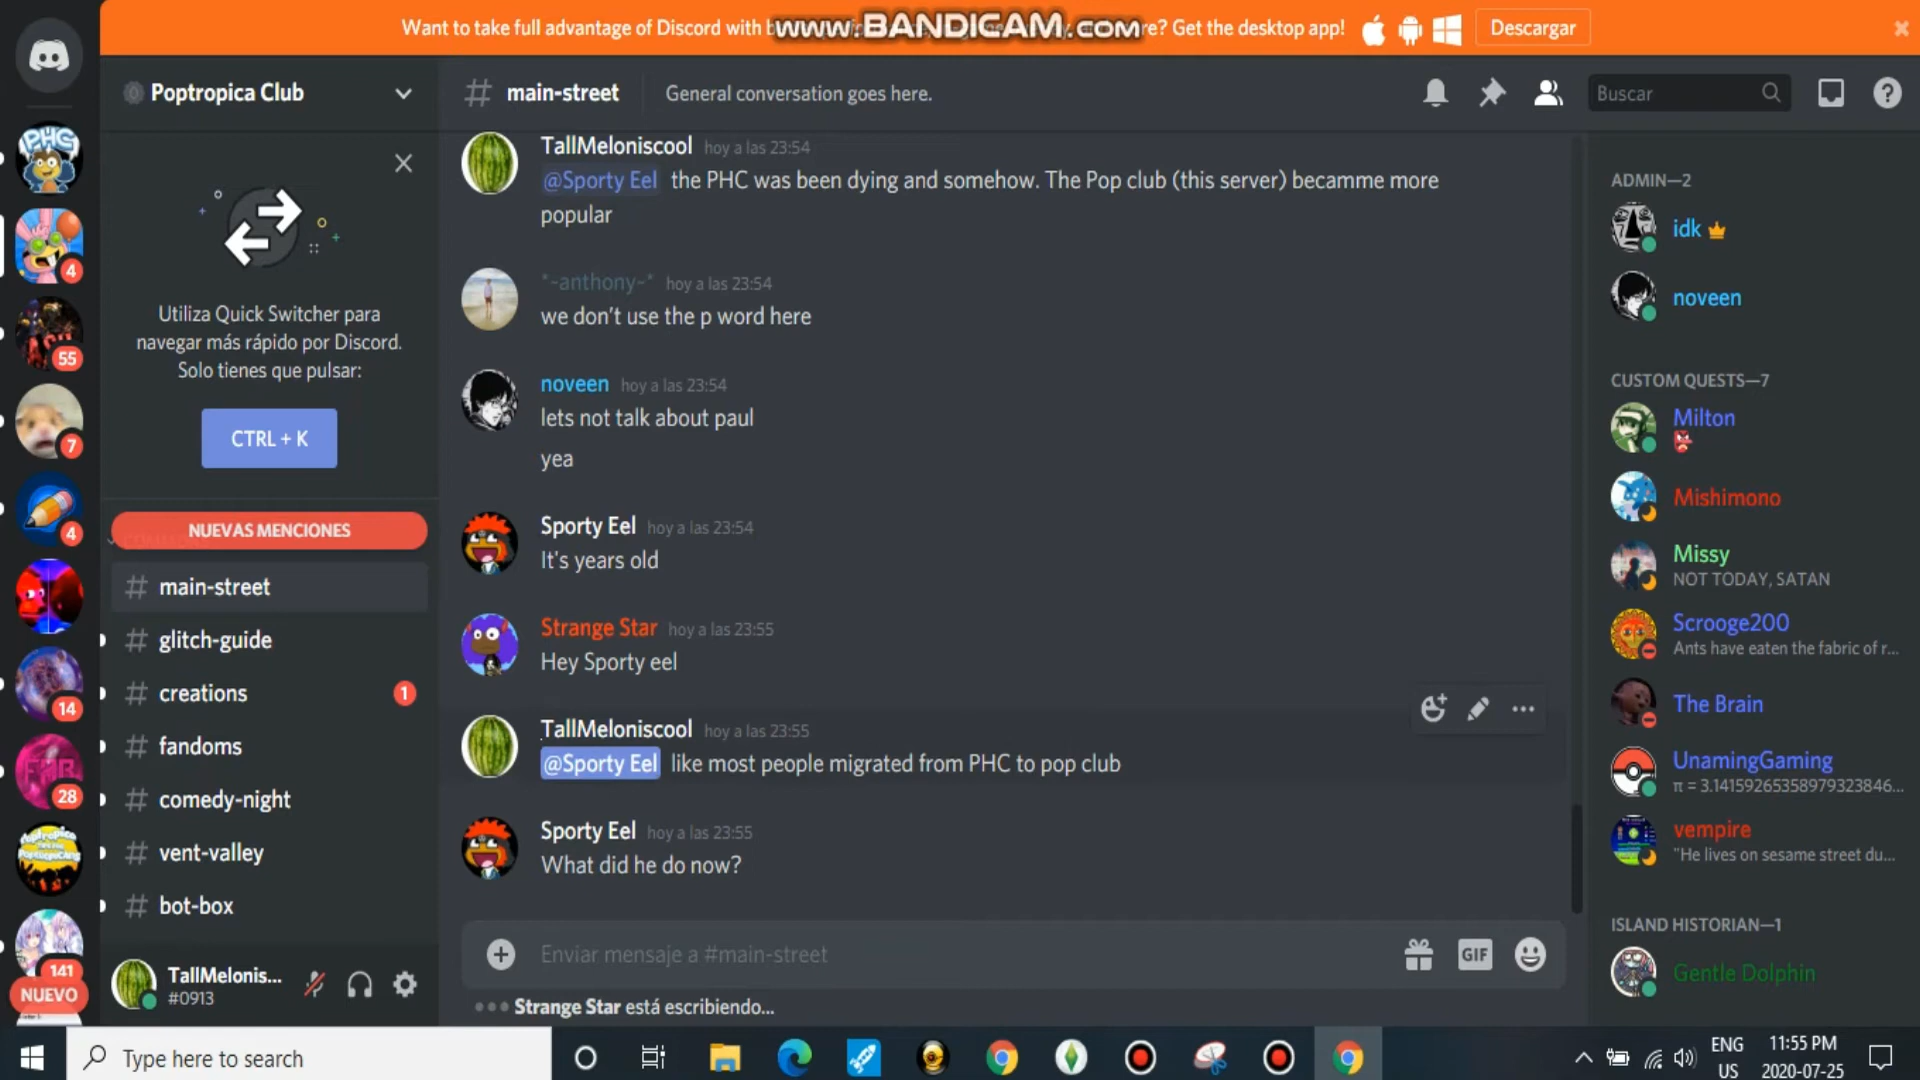 Want to take full advantage of Discord with b
www.BANDICAM.com
re? Get the desktop app!
Descargar
Poptropica Club
main-street
General conversation goes here.
Buscar
PHC
4
55
7
4
14
28
141
NUEVO
Utiliza Quick Switcher para
navegar más rápido por Discord.
Solo tienes que pulsar:
CTRL + K
NUEVAS MENCIONES
# main-street
# glitch-guide
# creations
1
# fandoms
# comedy-night
# vent-valley
# bot-box
TallMelonis...
#0913
TallMeloniscool hoy a las 23:54
@Sporty Eel the PHC was been dying and somehow. The Pop club (this server) becamme more
popular
*-anthony-* hoy a las 23:54
we don't use the p word here
noveen hoy a las 23:54
lets not talk about paul
yea
Sporty Eel hoy a las 23:54
It's years old
Strange Star hoy a las 23:55
Hey Sporty eel
TallMeloniscool hoy a las 23:55
@Sporty Eel like most people migrated from PHC to pop club
Sporty Eel hoy a las 23:55
What did he do now?
Enviar mensaje a #main-street
GIF
Strange Star está escribiendo...
ADMIN—2
idk
noveen
CUSTOM QUESTS—7
Milton
Mishimono
Missy
NOT TODAY, SATAN
Scrooge200
Ants have eaten the fabric of r...
The Brain
UnamingGaming
π = 3.14159265358979323846...
vempire
"He lives on sesame street du...
ISLAND HISTORIAN—1
Gentle Dolphin
Type here to search
ENG
US
11:55 PM
2020-07-25